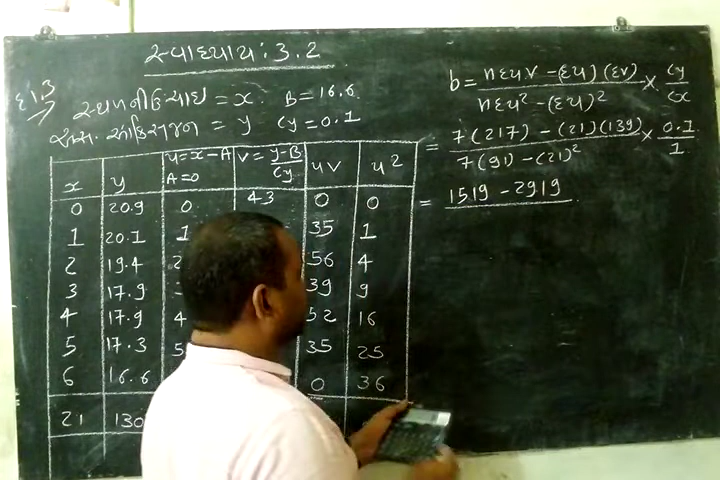 સ્વાધ્યાય: 3.2
દા.3
= x. B=16.6
= y Cy=0.1
x y u=x-A A=0 v=y-B/Cy uv u²
0 20.9 0 43 0 0
1 20.1 1 35 1
2 19.4 2 56 4
3 17.9 39 9
4 17.9 4 52 16
5 17.3 5 35 25
6 16.6 0 36
21 130
b = nΣuv - (Σu)(Σv) / nΣu² - (Σu)² × Cy/Cx
= 7(217) - (21)(139) / 7(91) - (21)² × 0.1/1
= 1519 - 2919